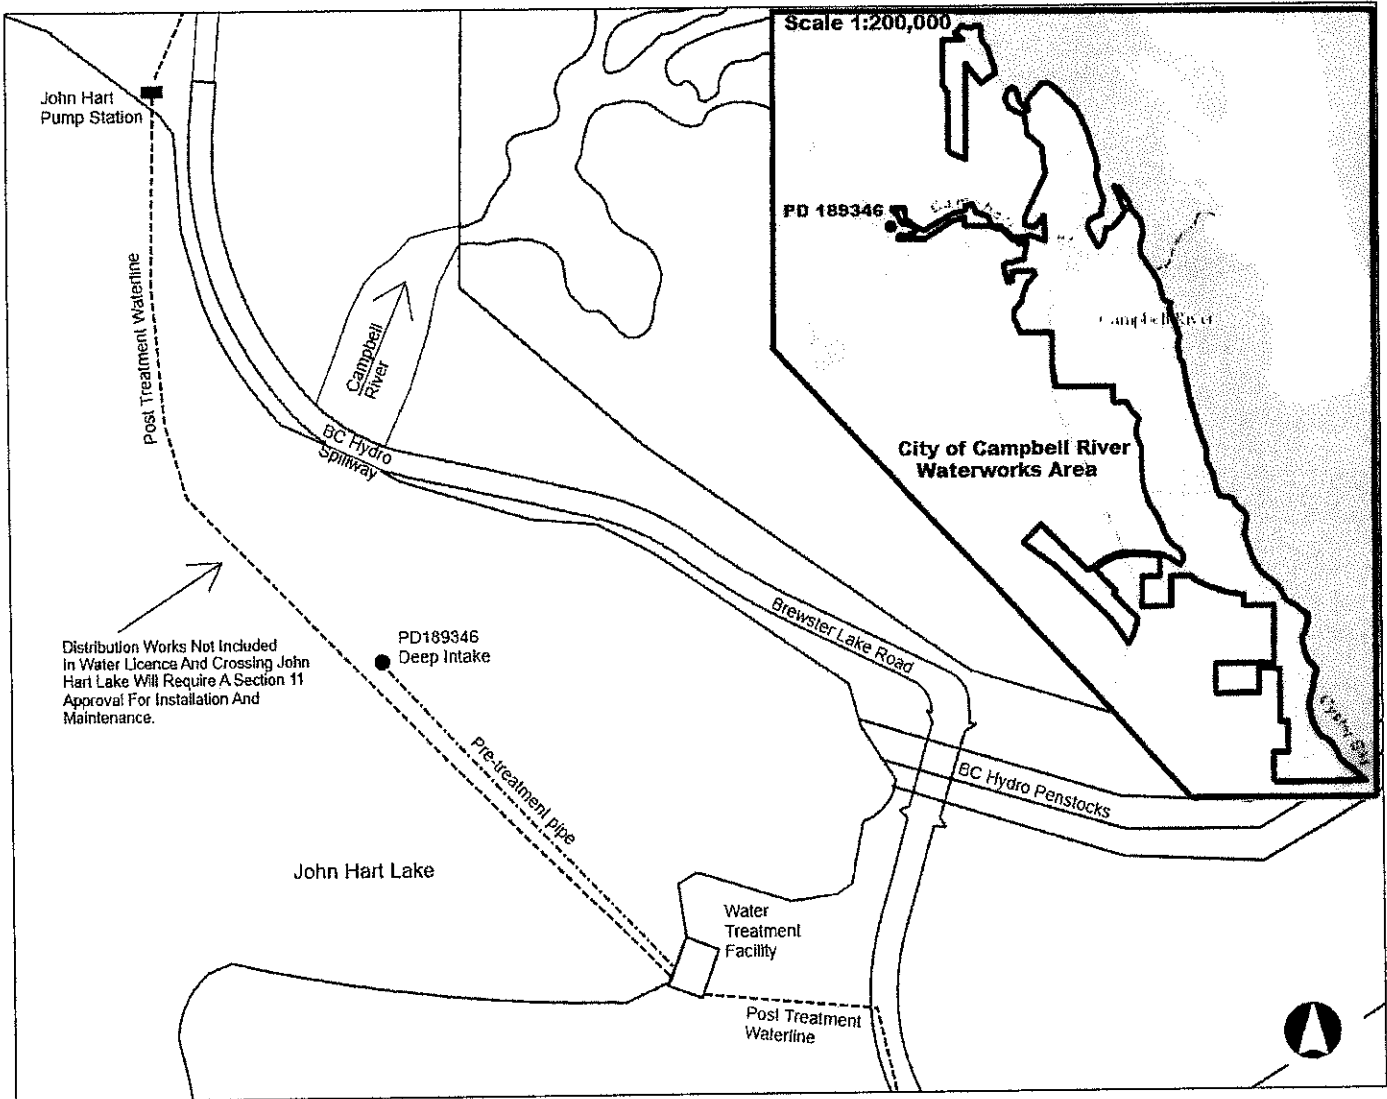 Scale 1:200,000
John Hart
Pump Station
PD 189346
Post Treatment Waterline
Campbell
River
Campbell River
BC Hydro
Spillway
City of Campbell River
Waterworks Area
Brewster Lake Road
Distribution Works Not Included
In Water Licence And Crossing John
Hart Lake Will Require A Section 11
Approval For Installation And
Maintenance.
PD189346
Deep Intake
Pre-treatment pipe
BC Hydro Penstocks
John Hart Lake
Water
Treatment
Facility
Post Treatment
Waterline